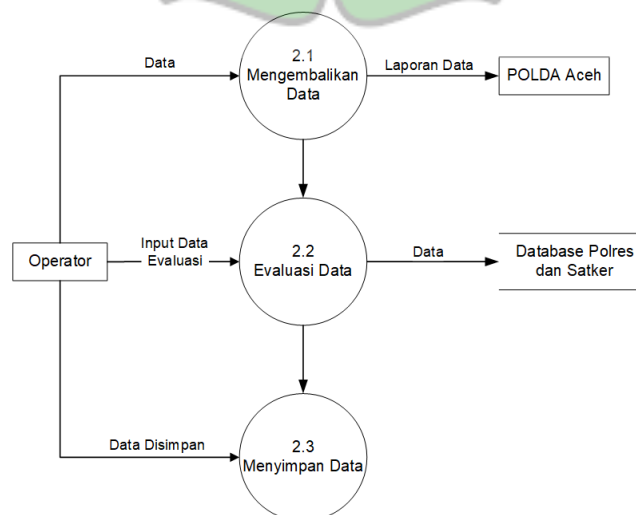 2.1
Mengembalikan
Data
Data
Laporan Data
POLDA Aceh
Operator
Input Data
Evaluasi
2.2
Evaluasi Data
Data
Database Polres
dan Satker
Data Disimpan
2.3
Menyimpan Data